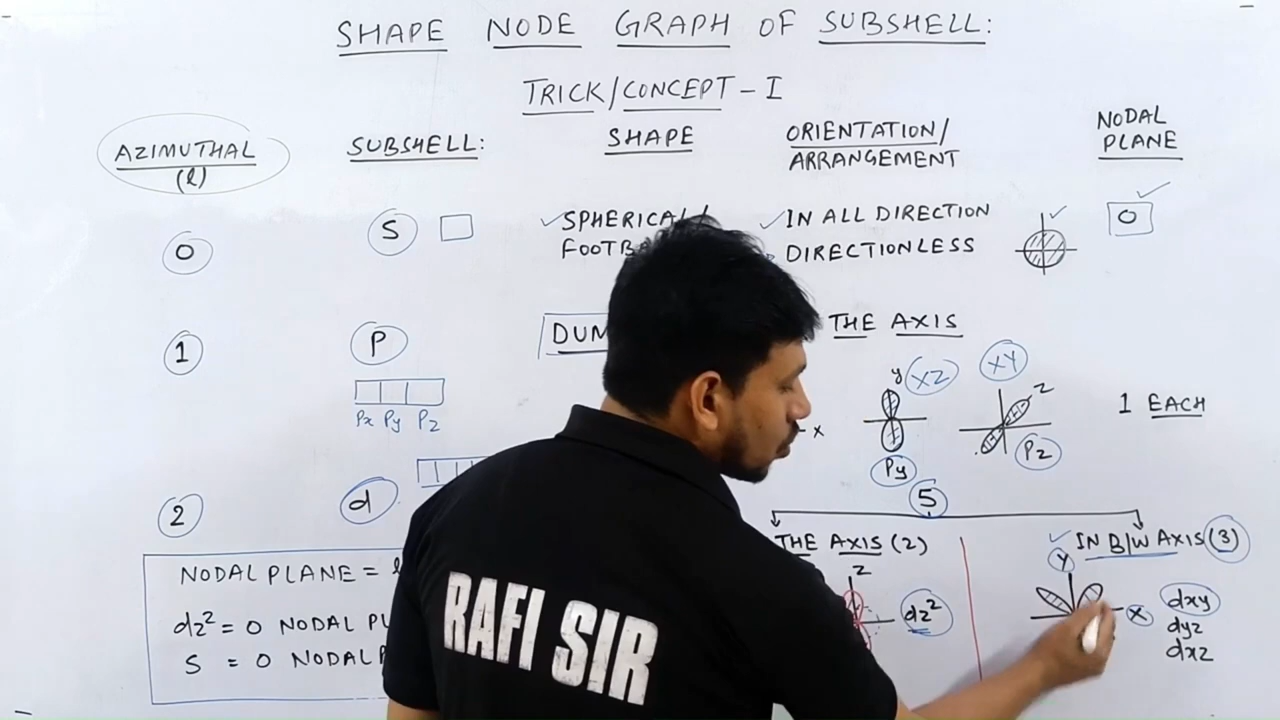 SHAPE NODE GRAPH OF SUBSHELL:
TRICK/CONCEPT-I
AZIMUTHAL
(l)
SUBSHELL:
SHAPE
ORIENTATION/
ARRANGEMENT
NODAL
PLANE
0
S
SPHERICAL/
IN ALL DIRECTION
DIRECTIONLESS
0
1
P
Px Py Pz
THE AXIS
y
XZ
XY
z
x
Py
Pz
1 EACH
2
d
5
THE AXIS (2)
z
dz²
IN B/W AXIS (3)
Y
X
dxy
dyz
dxz
NODAL PLANE =
dz² = 0 NODAL
S = 0 NODAL
RAFI SIR